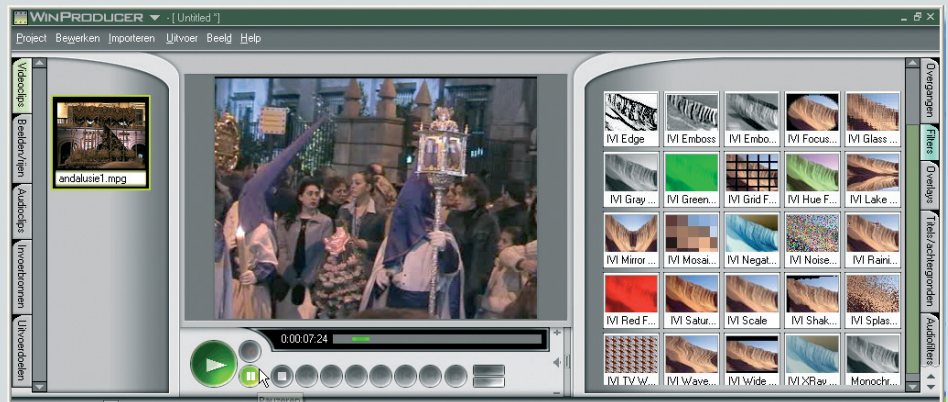 WINPRODUCER - [ Untitled *]
Project Bewerken Importeren Uitvoer Beeld Help
Videoclips
Beelden/rijen
Audioclips
Invoerbronnen
Uitvoerdoelen
andalusie1.mpg
0:00:07:24
Pauzeren
IVI Edge
IVI Emboss
IVI Embo...
IVI Focus...
IVI Glass ...
IVI Gray ...
IVI Green...
IVI Grid F...
IVI Hue F...
IVI Lake ...
IVI Mirror ...
IVI Mosai...
IVI Negat...
IVI Noise...
IVI Raini...
IVI Red F...
IVI Satur...
IVI Scale
IVI Shak...
IVI Splas...
IVI TV W...
IVI Wave...
IVI Wide ...
IVI XRay ...
Monochr...
Overgangen
Filters
Overlays
Titels/achtergronden
Audiofilters